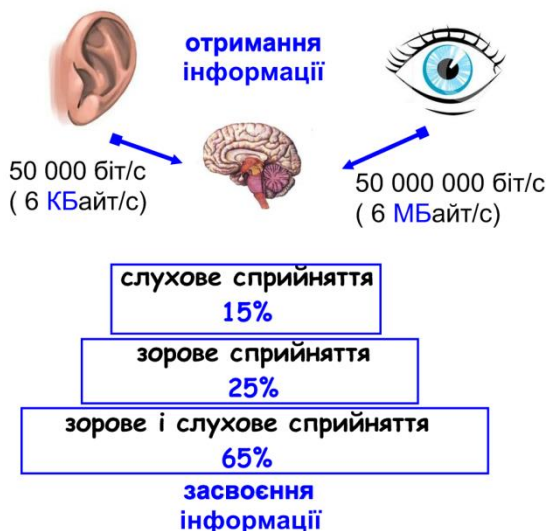 отримання
інформації
50 000 біт/с
( 6 КБайт/с)
50 000 000 біт/с
( 6 МБайт/с)
слухове сприйняття
15%
зорове сприйняття
25%
зорове і слухове сприйняття
65%
засвоєння
інформації